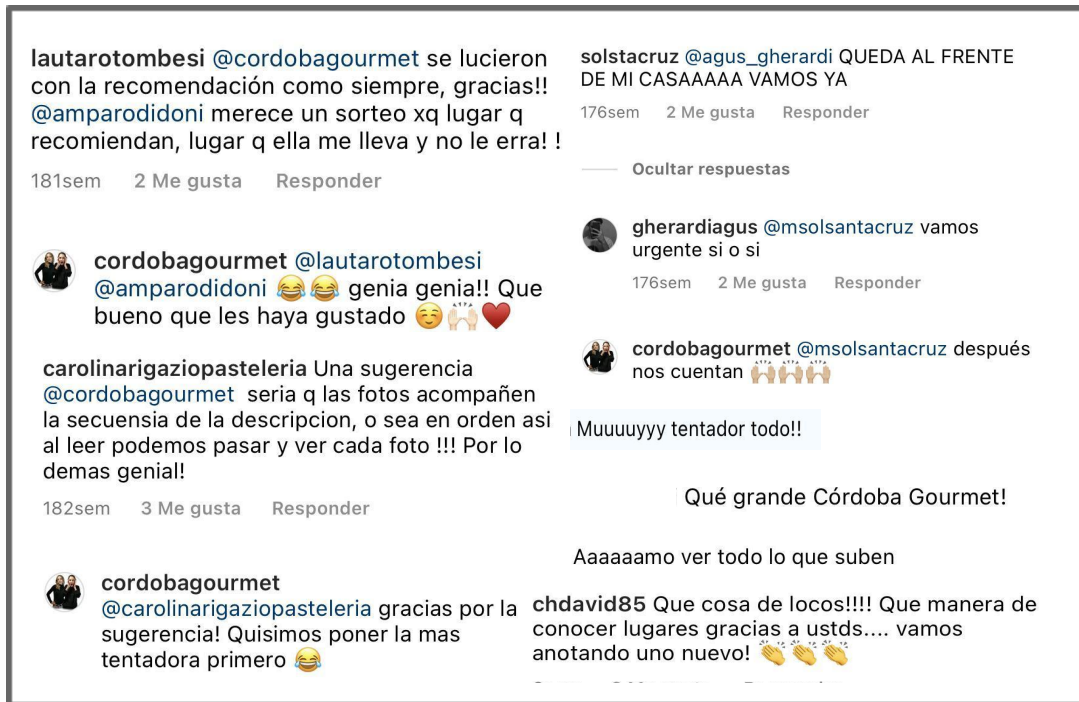 lautarotombesi @cordobagourmet se lucieron
con la recomendación como siempre, gracias!!
@amparodidoni merece un sorteo xq lugar q
recomiendan, lugar q ella me lleva y no le erra! !
181sem 2 Me gusta Responder
cordobagourmet @lautarotombesi
@amparodidoni 😂😂 genia genia!! Que
bueno que les haya gustado ☺️🙌🏻♥️
carolinarigaziopasteleria Una sugerencia
@cordobagourmet seria q las fotos acompañen
la secuensia de la descripcion, o sea en orden asi
al leer podemos pasar y ver cada foto !!! Por lo
demas genial!
182sem 3 Me gusta Responder
cordobagourmet
@carolinarigaziopasteleria gracias por la
sugerencia! Quisimos poner la mas
tentadora primero 😂
solstacruz @agus_gherardi QUEDA AL FRENTE
DE MI CASAAAAA VAMOS YA
176sem 2 Me gusta Responder
Ocultar respuestas
gherardiagus @msolsantacruz vamos
urgente si o si
176sem 2 Me gusta Responder
cordobagourmet @msolsantacruz después
nos cuentan 🙌🏼🙌🏼🙌🏼
Muuuuyyy tentador todo!!
Qué grande Córdoba Gourmet!
Aaaaaamo ver todo lo que suben
chdavid85 Que cosa de locos!!!! Que manera de
conocer lugares gracias a ustds.... vamos
anotando uno nuevo! 👏👏👏